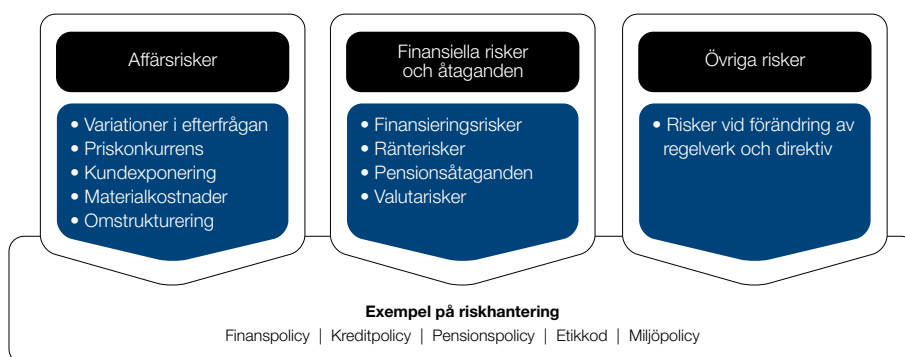 Affärsrisker
• Variationer i efterfrågan
• Priskonkurrens
• Kundexponering
• Materialkostnader
• Omstrukturering
Finansiella risker
och åtaganden
• Finansieringsrisker
• Ränterisker
• Pensionsåtaganden
• Valutarisker
Övriga risker
• Risker vid förändring av
regelverk och direktiv
Exempel på riskhantering
Finanspolicy | Kreditpolicy | Pensionspolicy | Etikkod | Miljöpolicy